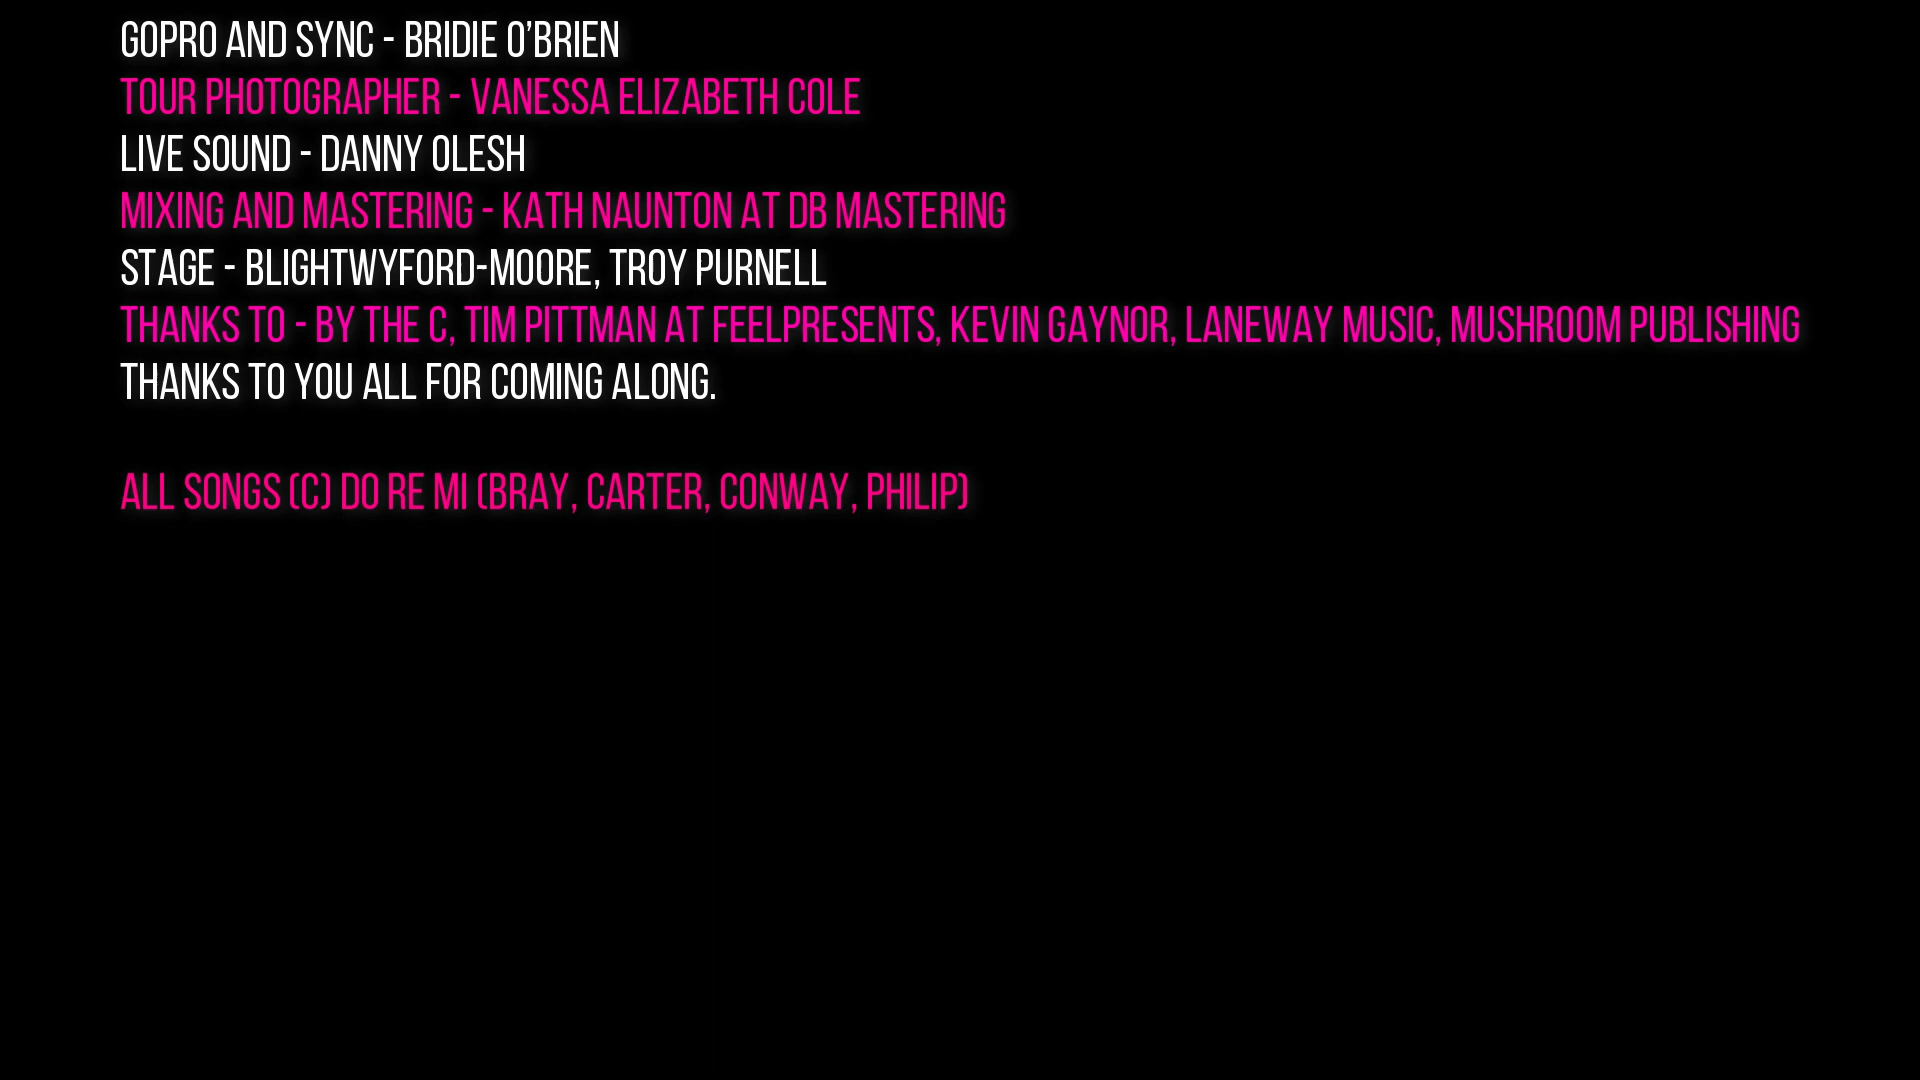 GOPRO AND SYNC - BRIDIE O’BRIEN
TOUR PHOTOGRAPHER - VANESSA ELIZABETH COLE
LIVE SOUND - DANNY OLESH
MIXING AND MASTERING - KATH NAUNTON AT DB MASTERING
STAGE - BLIGHTWYFORD-MOORE, TROY PURNELL
THANKS TO - BY THE C, TIM PITTMAN AT FEELPRESENTS, KEVIN GAYNOR, LANEWAY MUSIC, MUSHROOM PUBLISHING
THANKS TO YOU ALL FOR COMING ALONG.
ALL SONGS (C) DO RE MI (BRAY, CARTER, CONWAY, PHILIP)